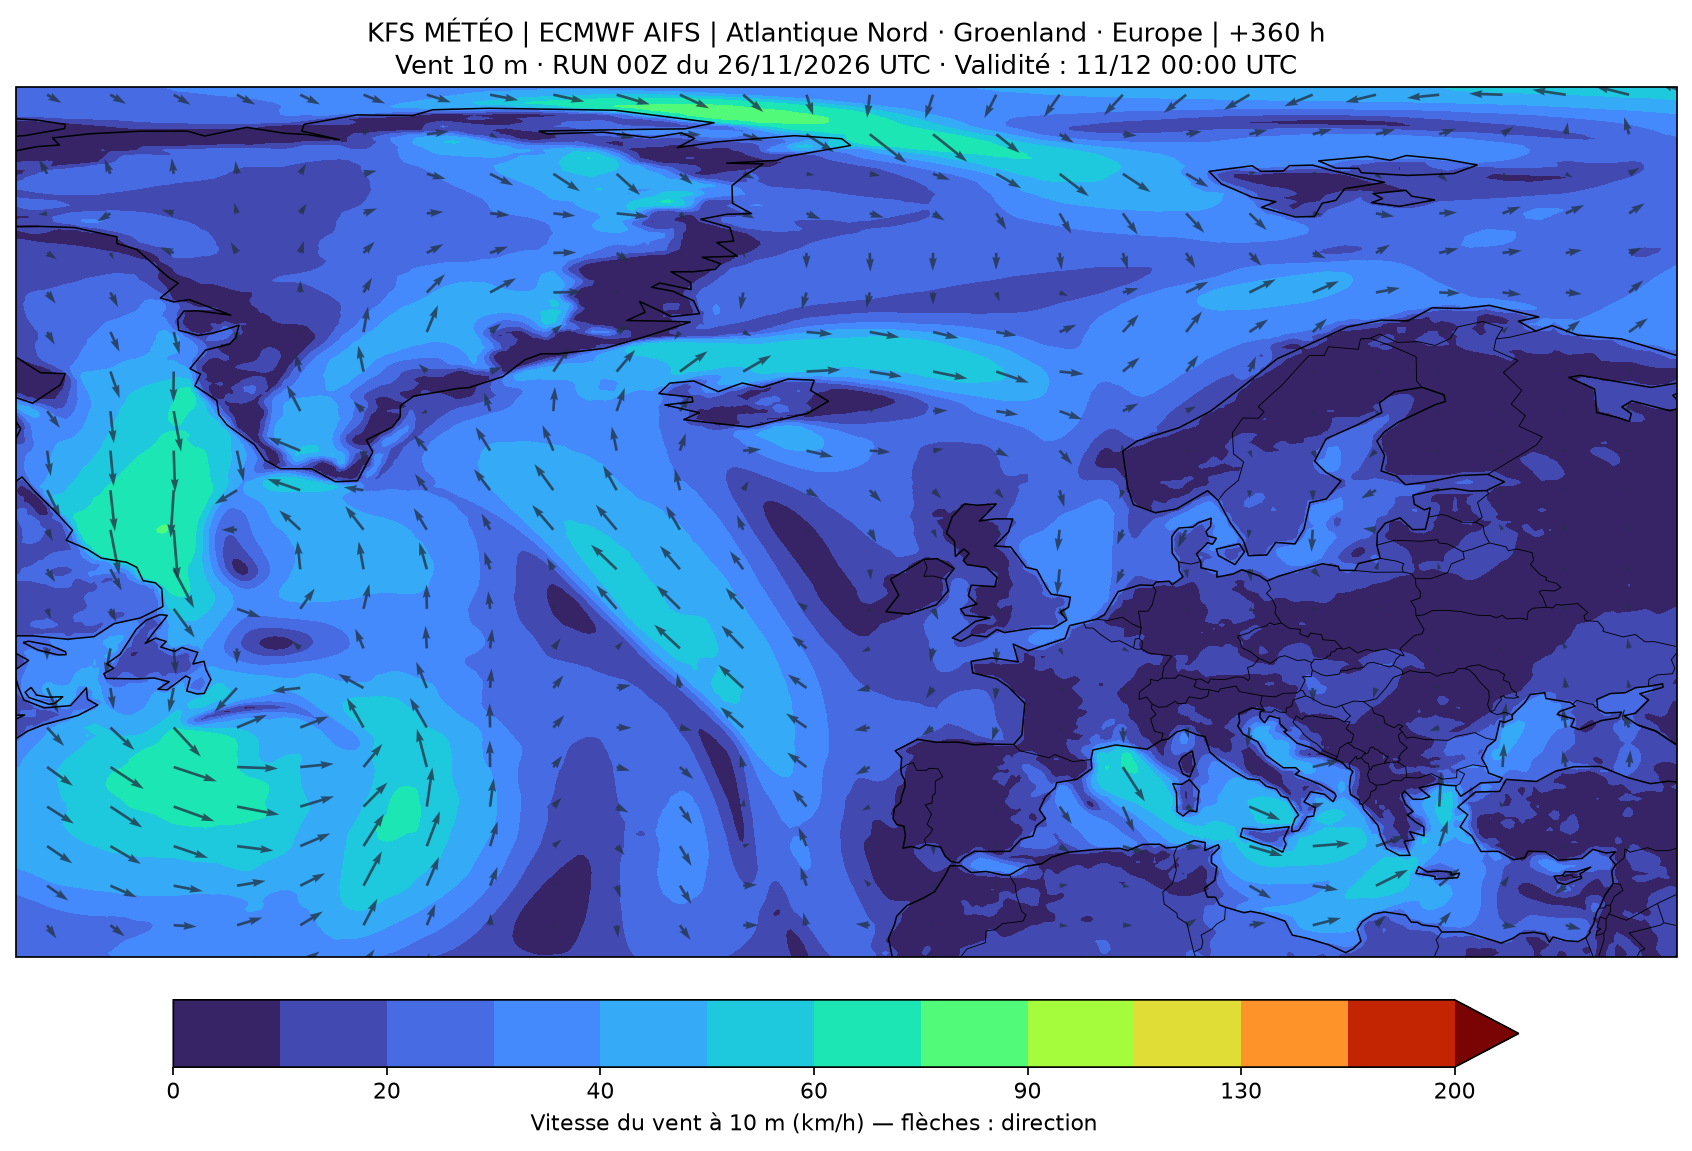 KFS MÉTÉO | ECMWF AIFS | Atlantique Nord · Groenland · Europe | +360 h
Vent 10 m · RUN 00Z du 26/11/2026 UTC · Validité : 11/12 00:00 UTC
0 20 40 60 90 130 200
Vitesse du vent à 10 m (km/h) — flèches : direction